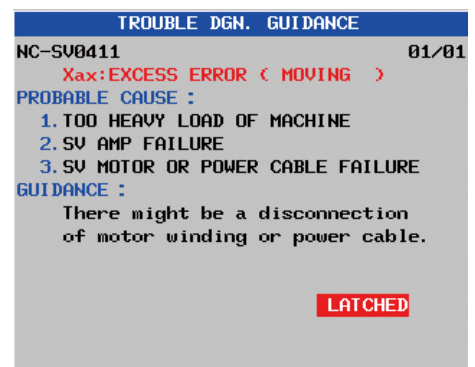 TROUBLE DGN. GUIDANCE
NC-SV0411 01/01
Xax:EXCESS ERROR ( MOVING )
PROBABLE CAUSE :
1. TOO HEAVY LOAD OF MACHINE
2. SV AMP FAILURE
3. SV MOTOR OR POWER CABLE FAILURE
GUIDANCE :
There might be a disconnection
of motor winding or power cable.
LATCHED